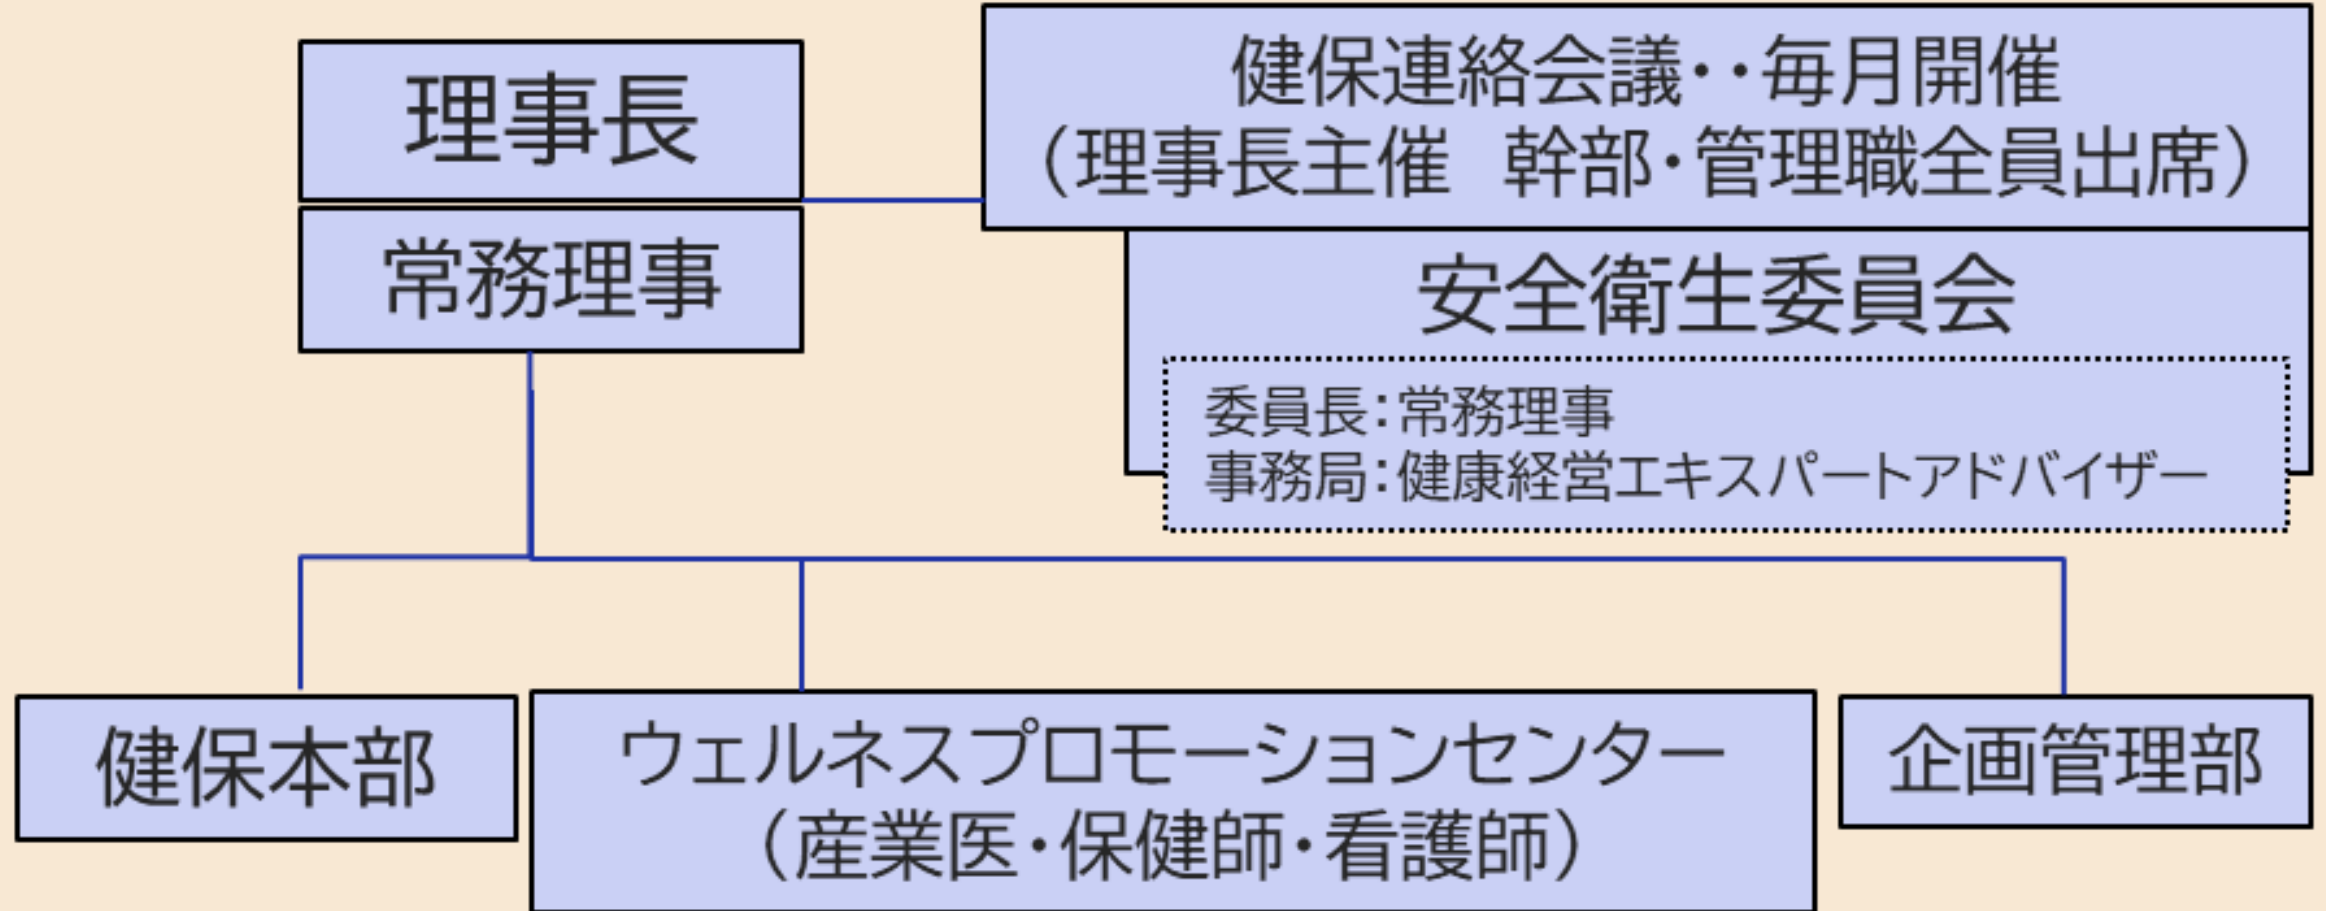 理事長
常務理事
健保連絡会議・・毎月開催
（理事長主催　幹部・管理職全員出席）
安全衛生委員会
委員長：常務理事
事務局：健康経営エキスパートアドバイザー
健保本部
ウェルネスプロモーションセンター
（産業医・保健師・看護師）
企画管理部